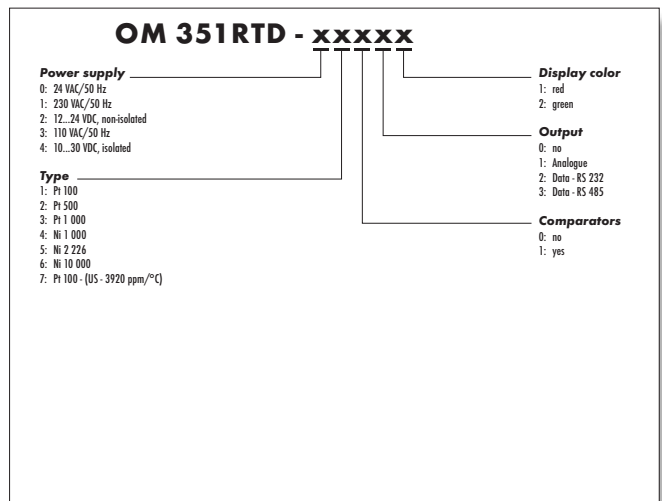 OM 351RTD - xxxxx
Power supply
0: 24 VAC/50 Hz
1: 230 VAC/50 Hz
2: 12...24 VDC, non-isolated
3: 110 VAC/50 Hz
4: 10...30 VDC, isolated
Type
1: Pt 100
2: Pt 500
3: Pt 1 000
4: Ni 1 000
5: Ni 2 226
6: Ni 10 000
7: Pt 100 - (US - 3920 ppm/°C)
Display color
1: red
2: green
Output
0: no
1: Analogue
2: Data - RS 232
3: Data - RS 485
Comparators
0: no
1: yes